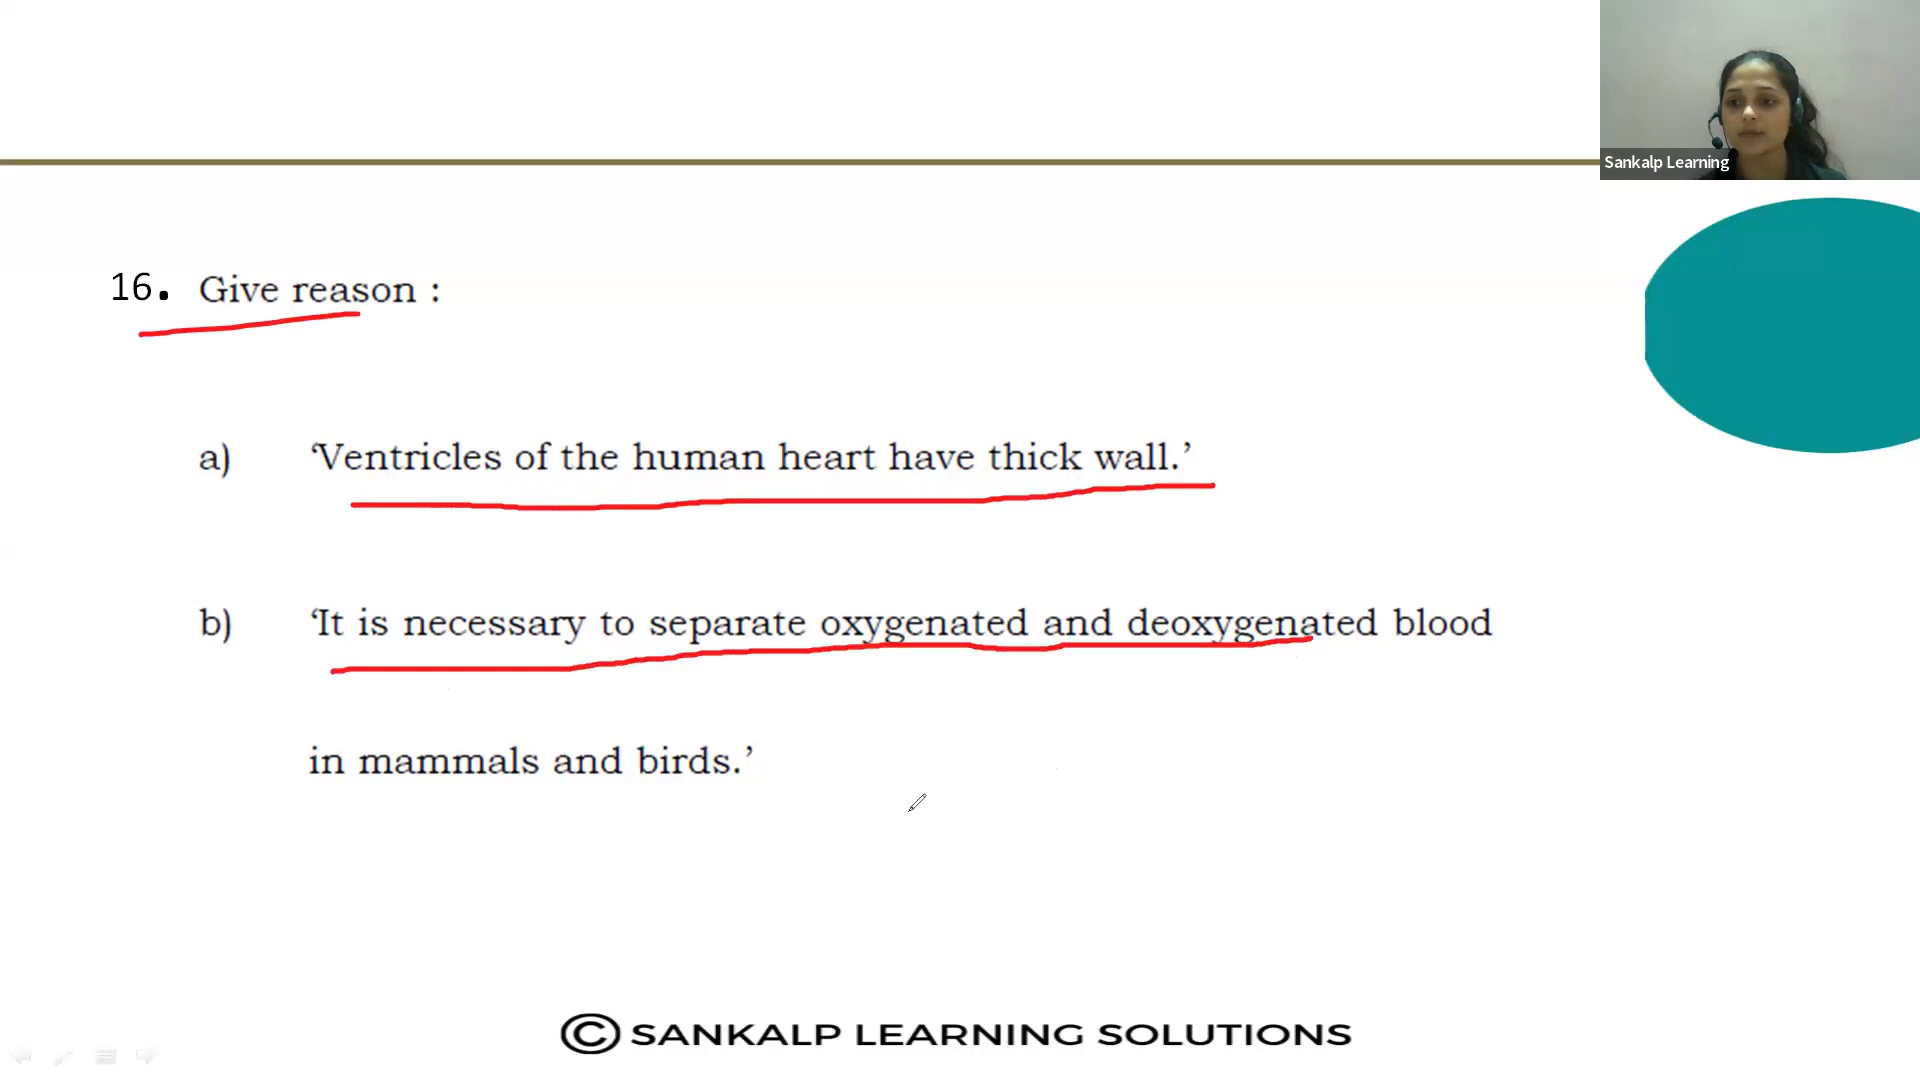 Sankalp Learning
16. Give reason :
a) ‘Ventricles of the human heart have thick wall.’
b) ‘It is necessary to separate oxygenated and deoxygenated blood
in mammals and birds.’
© SANKALP LEARNING SOLUTIONS